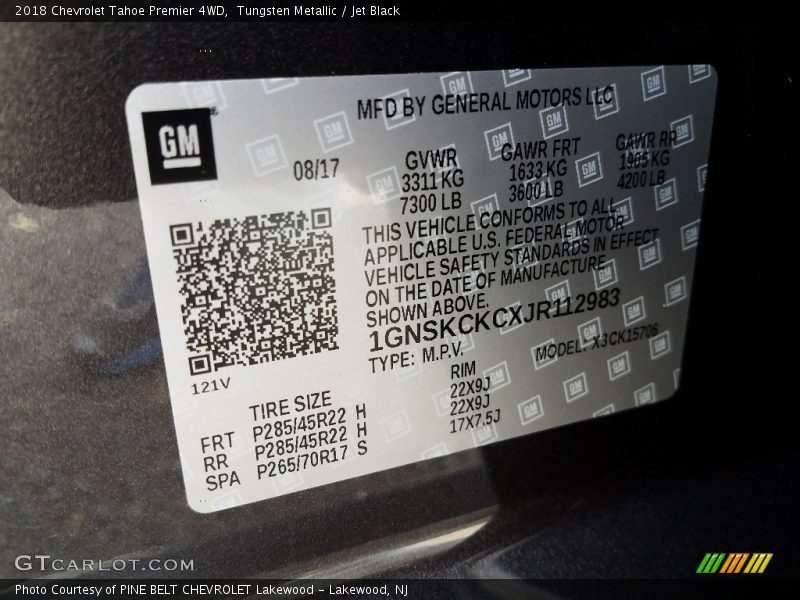 2018 Chevrolet Tahoe Premier 4WD, Tungsten Metallic / Jet Black
GM
MFD BY GENERAL MOTORS LLC
08/17
GVWR GAWR FRT GAWR RR
3311 KG 1633 KG 1905 KG
7300 LB 3600 LB 4200 LB
THIS VEHICLE CONFORMS TO ALL
APPLICABLE U.S. FEDERAL MOTOR
VEHICLE SAFETY STANDARDS IN EFFECT
ON THE DATE OF MANUFACTURE
SHOWN ABOVE.
1GNSKCKCXJR112983
TYPE: M.P.V. MODEL: X3CK15706
121V
TIRE SIZE RIM
FRT P285/45R22 H 22X9J
RR P285/45R22 H 22X9J
SPA P265/70R17 S 17X7.5J
GTCARLOT.COM
Photo Courtesy of PINE BELT CHEVROLET Lakewood - Lakewood, NJ